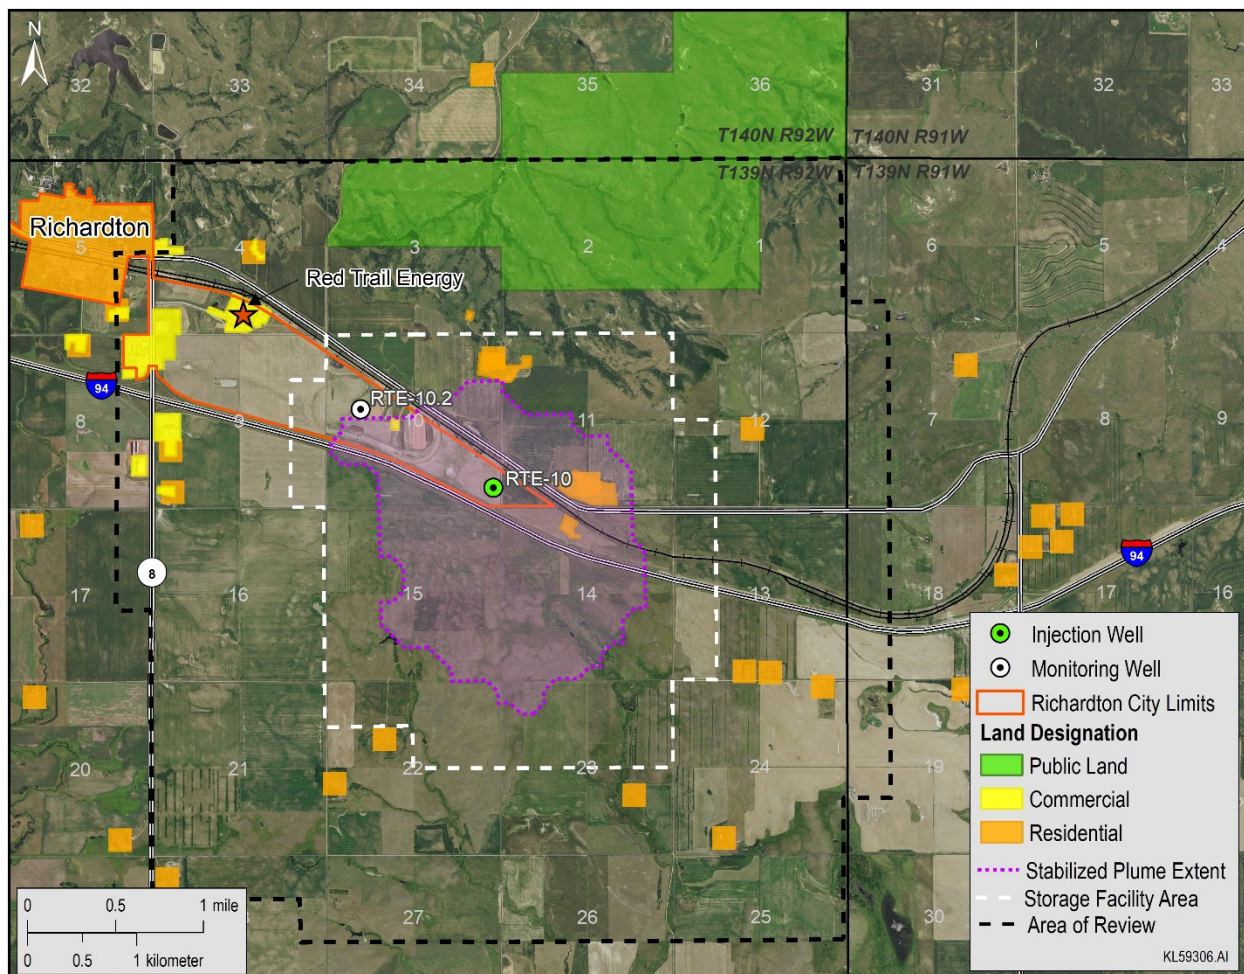 N
32
33
34
35
36
31
32
33
T140N R92W
T140N R91W
T139N R92W
T139N R91W
Richardton
5
4
3
2
1
6
5
4
Red Trail Energy
94
RTE-10.2
8
9
10
11
12
7
8
9
RTE-10
94
8
17
16
15
14
13
18
17
16
20
21
22
23
24
19
27
26
25
30
28
Injection Well
Monitoring Well
Richardton City Limits
Land Designation
Public Land
Commercial
Residential
Stabilized Plume Extent
Storage Facility Area
Area of Review
KL59306.AI
0 0.5 1 mile
0 0.5 1 kilometer